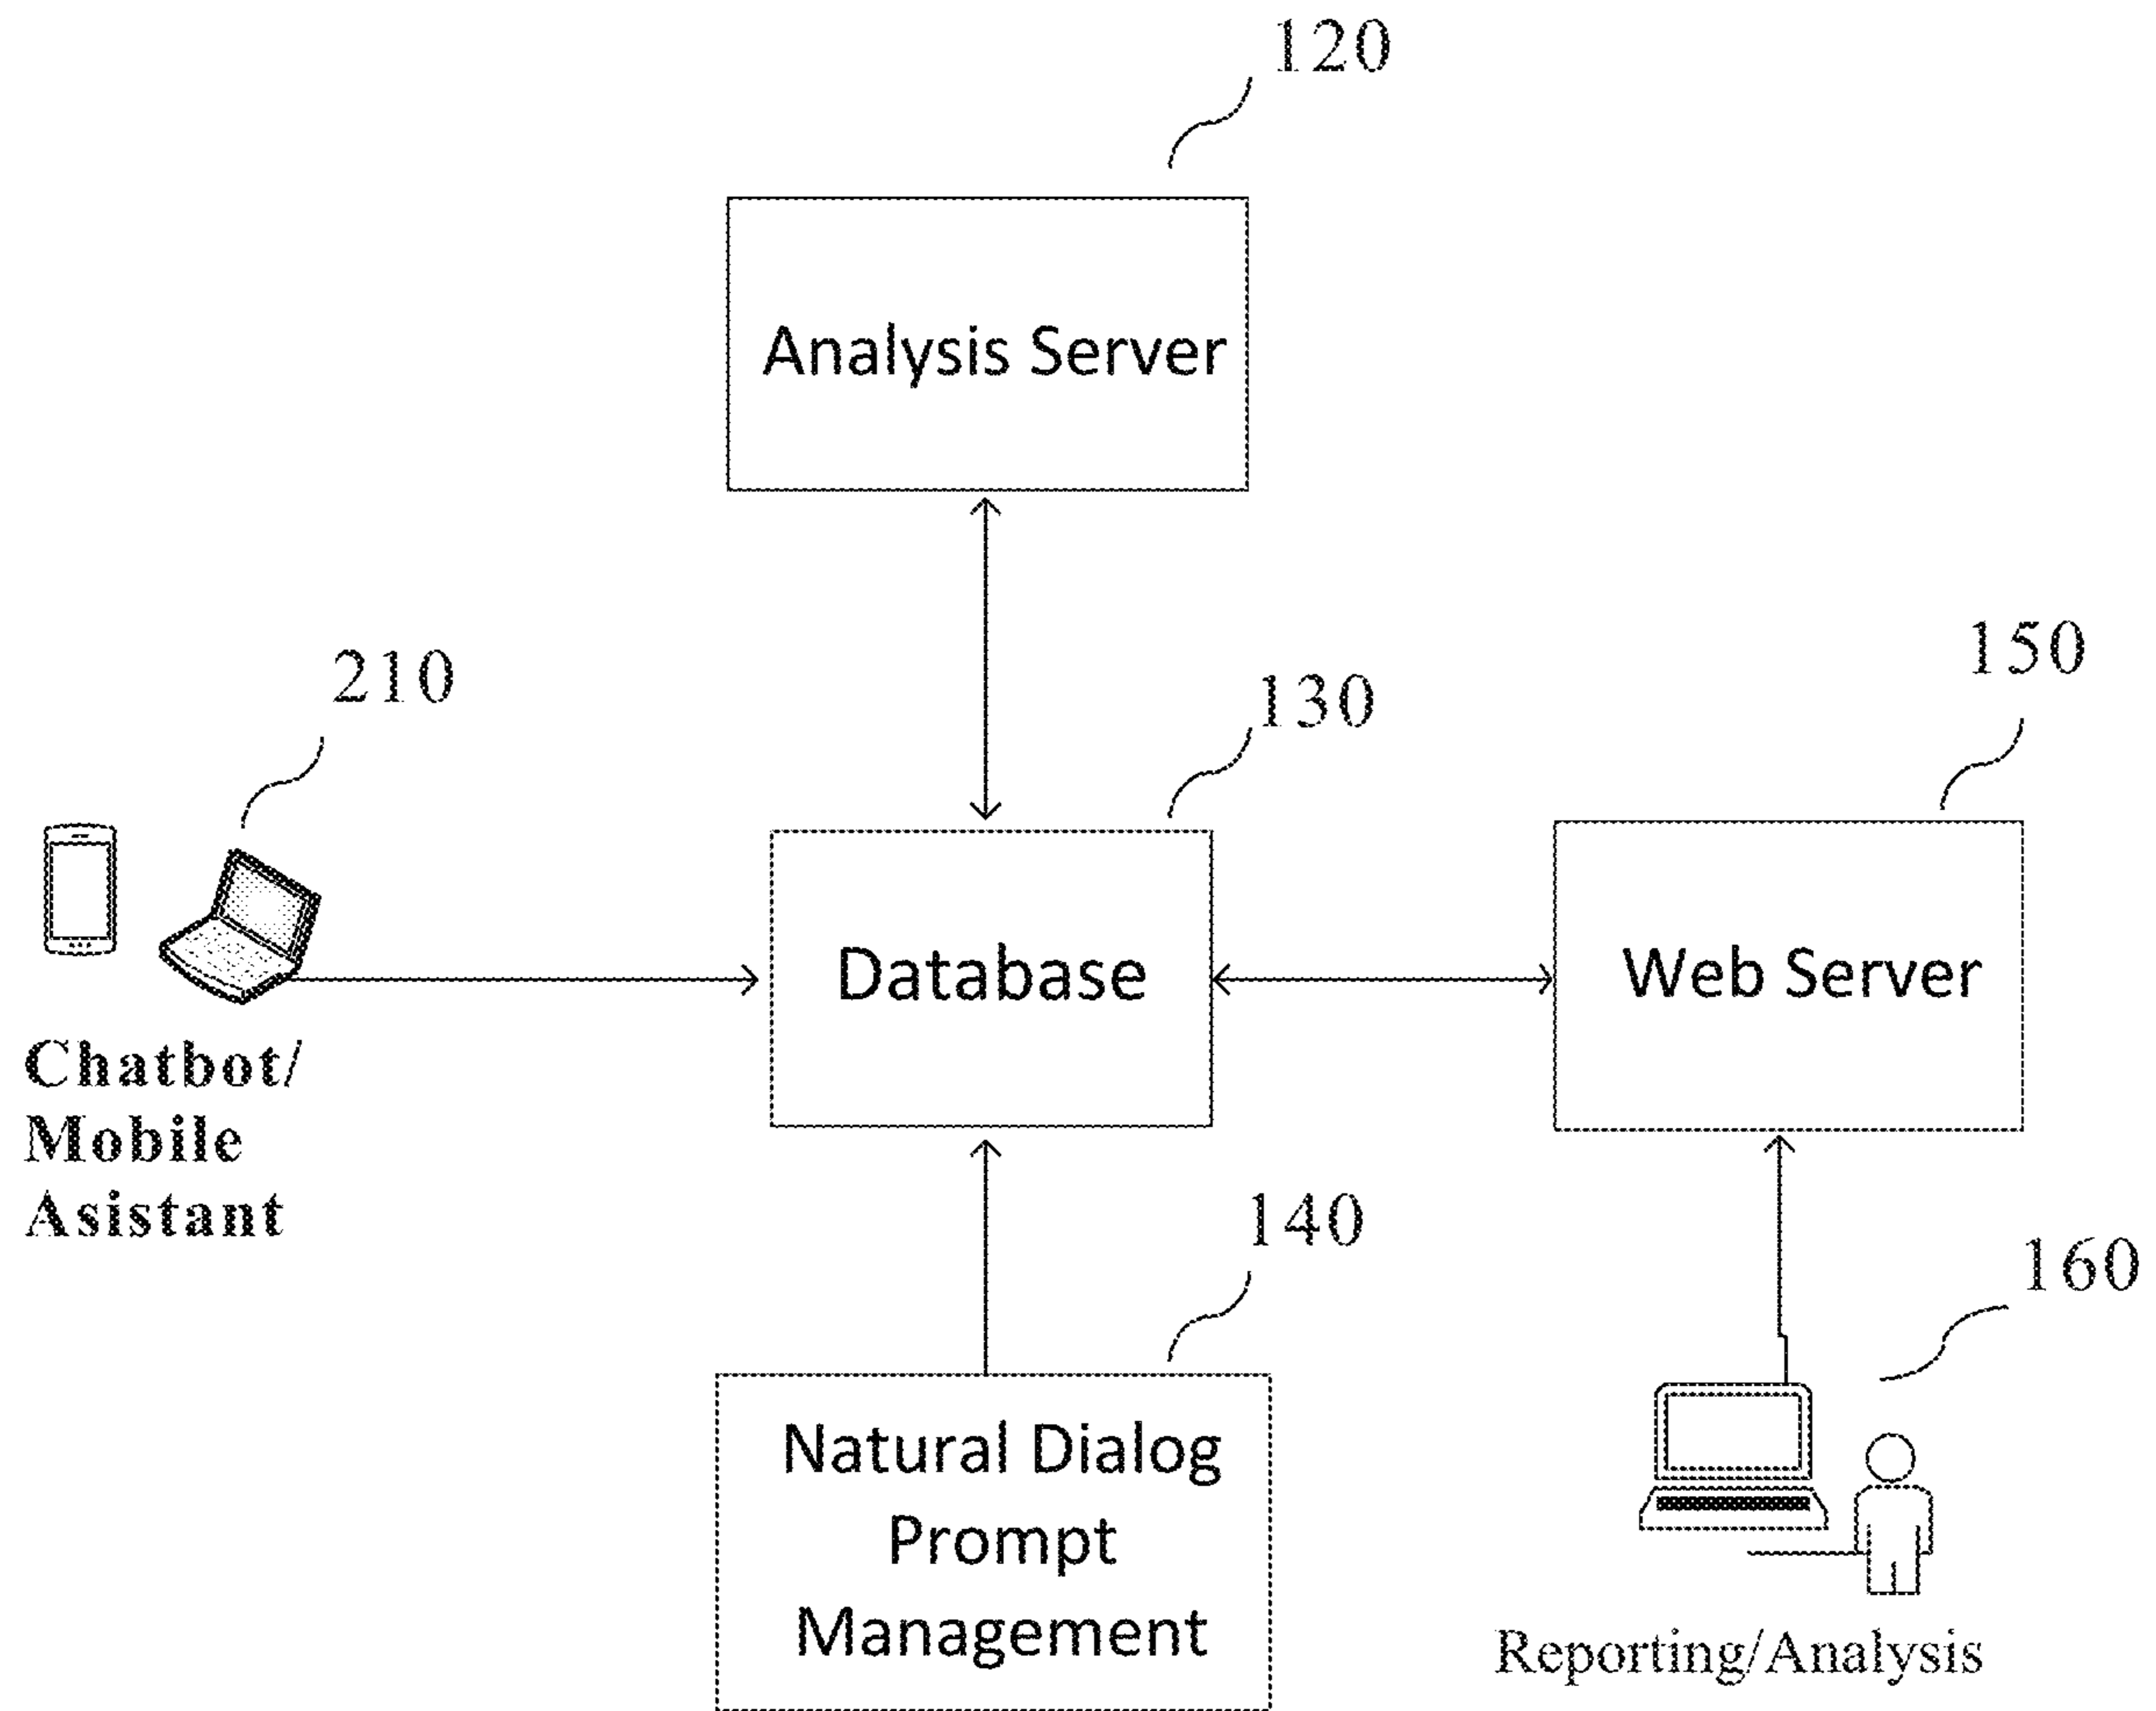 120
Analysis Server
210
130
150
Chatbot/
Mobile
Asistant
Database
Web Server
140
160
Natural Dialog
Prompt
Management
Reporting/Analysis